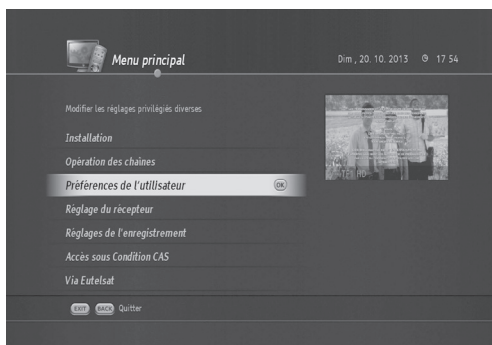 Menu principal
Dim , 20. 10. 2013 17 54
Modifier les réglages privilégiés diverses
Installation
Opération des chaînes
Préférences de l'utilisateur OK
Réglage du récepteur
Réglages de l'enregistrement
Accès sous Condition CAS
Via Eutelsat
EXIT BACK Quitter